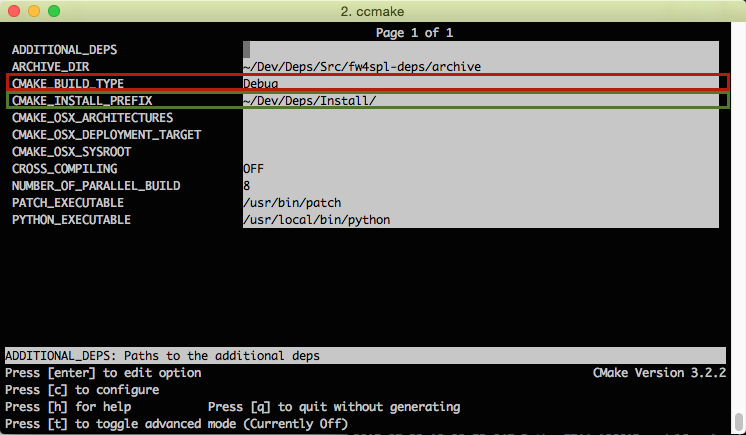 2. ccmake
Page 1 of 1
ADDITIONAL_DEPS
ARCHIVE_DIR ~/Dev/Deps/Src/fw4spl-deps/archive
CMAKE_BUILD_TYPE Debug
CMAKE_INSTALL_PREFIX ~/Dev/Deps/Install/
CMAKE_OSX_ARCHITECTURES
CMAKE_OSX_DEPLOYMENT_TARGET
CMAKE_OSX_SYSROOT
CROSS_COMPILING OFF
NUMBER_OF_PARALLEL_BUILD 8
PATCH_EXECUTABLE /usr/bin/patch
PYTHON_EXECUTABLE /usr/local/bin/python
ADDITIONAL_DEPS: Paths to the additional deps
Press [enter] to edit option CMake Version 3.2.2
Press [c] to configure
Press [h] for help Press [q] to quit without generating
Press [t] to toggle advanced mode (Currently Off)